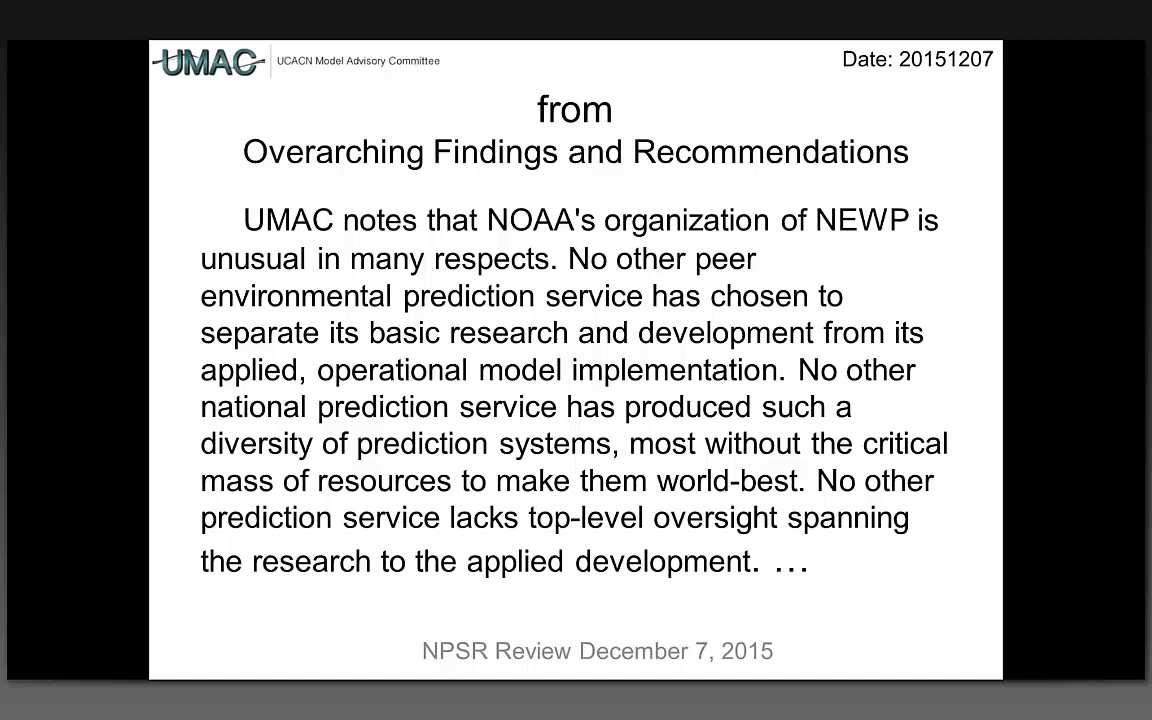 UMAC
UCACN Model Advisory Committee
Date: 20151207
from
Overarching Findings and Recommendations
UMAC notes that NOAA's organization of NEWP is
unusual in many respects. No other peer
environmental prediction service has chosen to
separate its basic research and development from its
applied, operational model implementation. No other
national prediction service has produced such a
diversity of prediction systems, most without the critical
mass of resources to make them world-best. No other
prediction service lacks top-level oversight spanning
the research to the applied development. ...
NPSR Review December 7, 2015